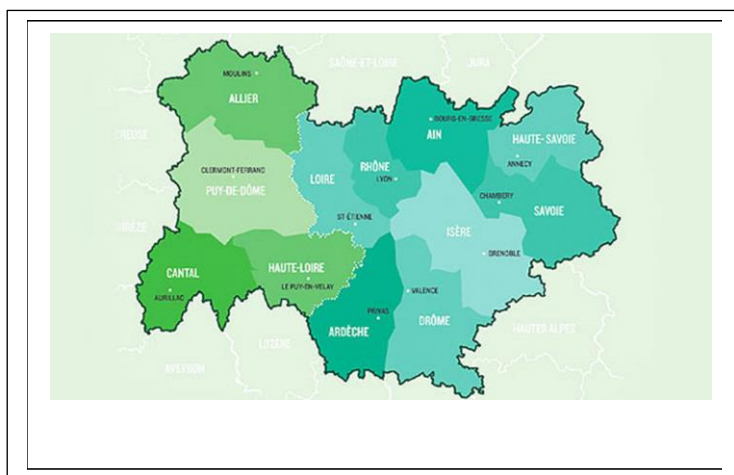 SAÔNE-ET-LOIRE
JURA
MOULINS
ALLIER
BOURG-EN-BRESSE
AIN
CREUSE
HAUTE-SAVOIE
RHÔNE
ANNECY
CLERMONT-FERRAND
LOIRE
LYON
PUY-DE-DÔME
CHAMBERY
SAVOIE
ST-ÉTIENNE
ISÈRE
GRENOBLE
CANTAL
HAUTE-LOIRE
LE PUY-EN-VELAY
AURILLAC
VALENCE
PRIVAS
DRÔME
ARDÈCHE
HAUTES ALPES
LOZÈRE
AVEYRON